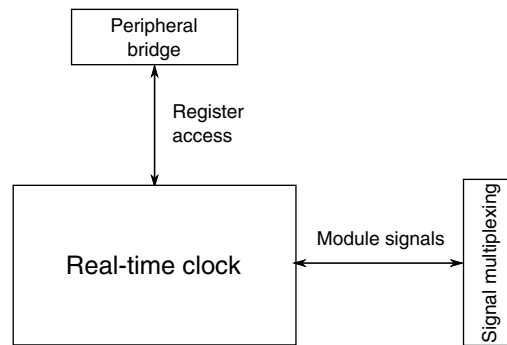 Peripheral
bridge
Register
access
Real-time clock
Module signals
Signal multiplexing